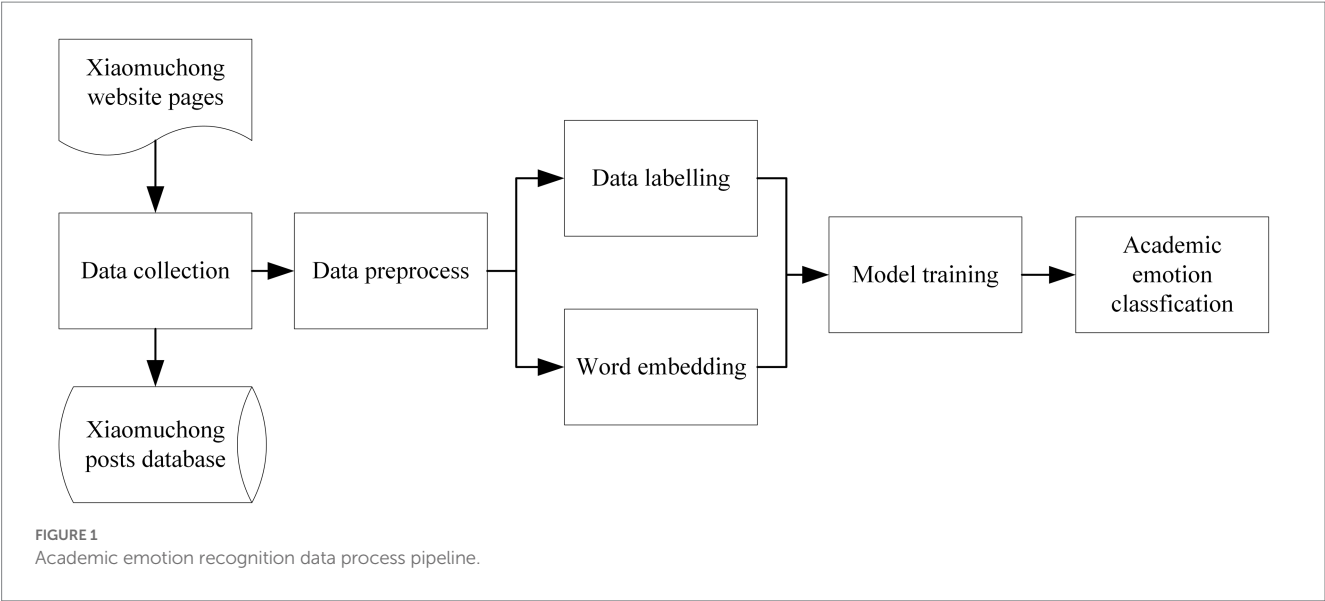 Xiaomuchong
website pages
Data collection
Xiaomuchong
posts database
Data preprocess
Data labelling
Word embedding
Model training
Academic
emotion
classfication
FIGURE 1
Academic emotion recognition data process pipeline.